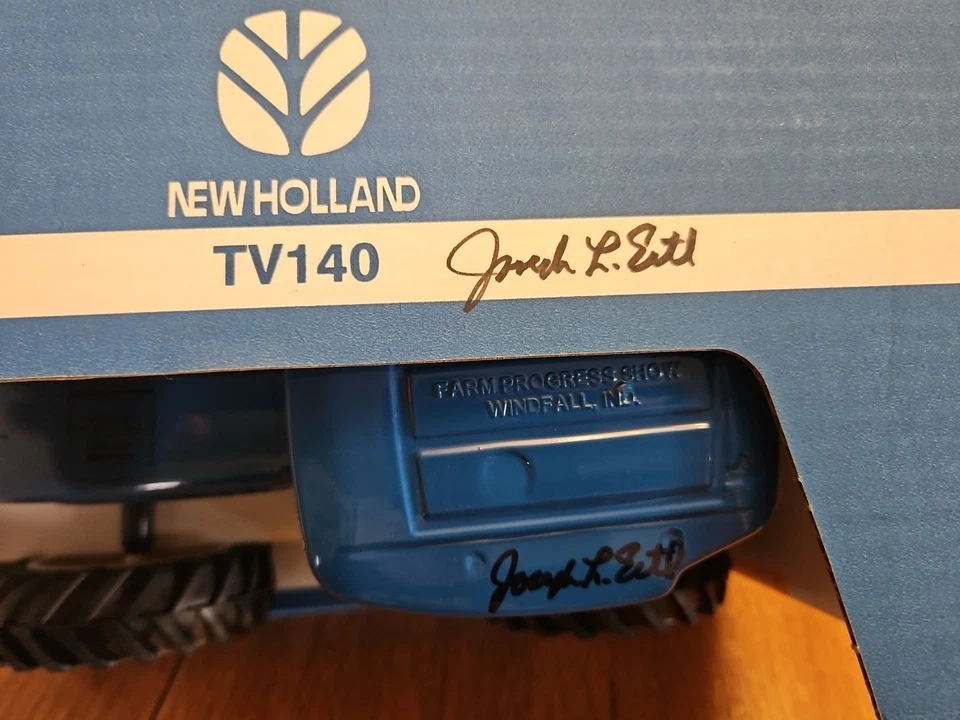 NEW HOLLAND
TV140 Joseph L. Ertl
FARM PROGRESS SHOW
WINDFALL, IND.
Joseph L. Ertl